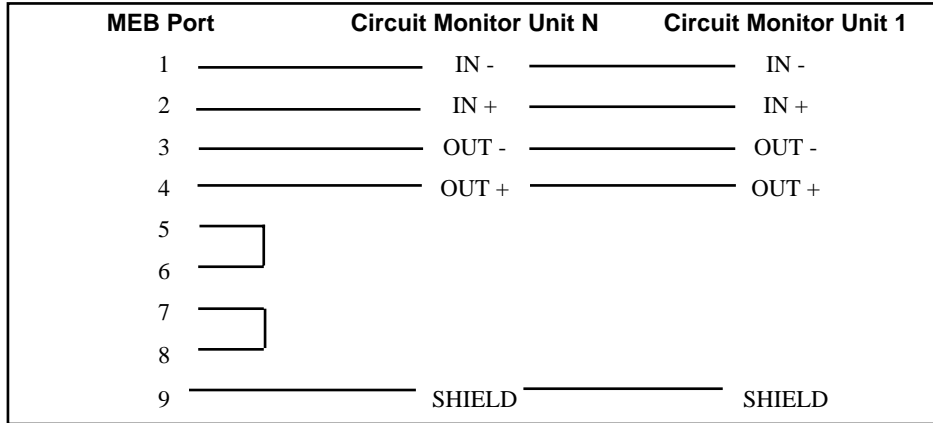 MEB Port Circuit Monitor Unit N Circuit Monitor Unit 1
1 IN - IN -
2 IN + IN +
3 OUT - OUT -
4 OUT + OUT +
5
6
7
8
9 SHIELD SHIELD